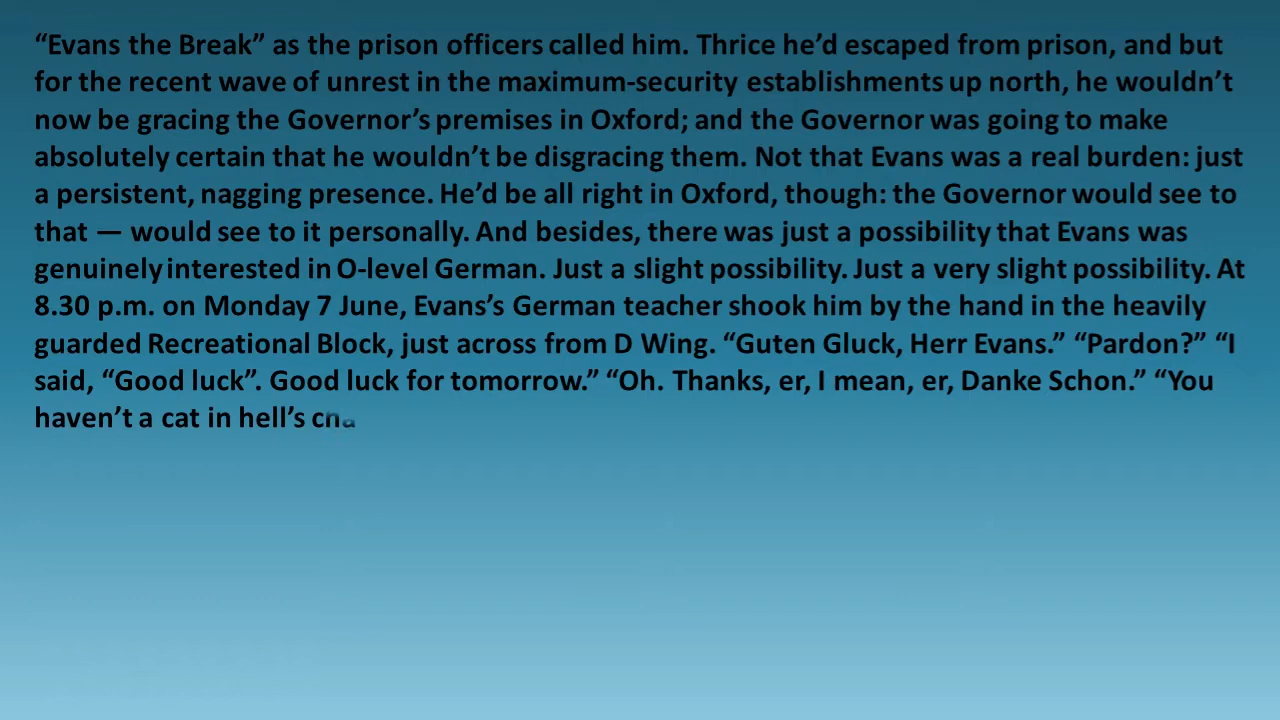 “Evans the Break” as the prison officers called him. Thrice he’d escaped from prison, and but
for the recent wave of unrest in the maximum-security establishments up north, he wouldn’t
now be gracing the Governor’s premises in Oxford; and the Governor was going to make
absolutely certain that he wouldn’t be disgracing them. Not that Evans was a real burden: just
a persistent, nagging presence. He’d be all right in Oxford, though: the Governor would see to
that — would see to it personally. And besides, there was just a possibility that Evans was
genuinely interested in O-level German. Just a slight possibility. Just a very slight possibility. At
8.30 p.m. on Monday 7 June, Evans’s German teacher shook him by the hand in the heavily
guarded Recreational Block, just across from D Wing. “Guten Gluck, Herr Evans.” “Pardon?” “I
said, “Good luck”. Good luck for tomorrow.” “Oh. Thanks, er, I mean, er, Danke Schon.” “You
haven’t a cat in hell’s cha